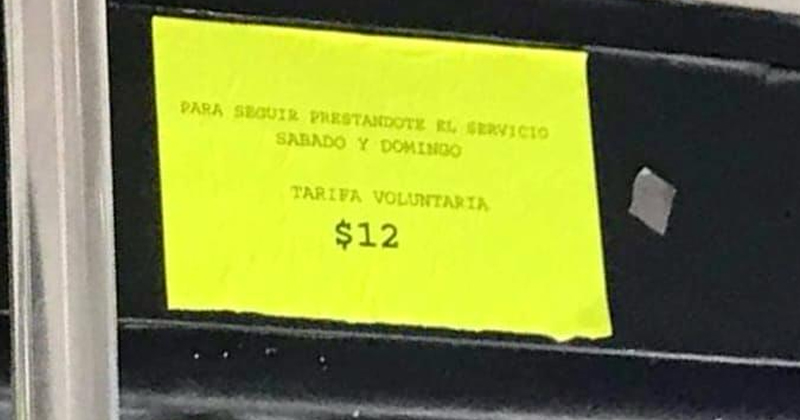 PARA SEGUIR PRESTANDOTE EL SERVICIO
SABADO Y DOMINGO
TARIFA VOLUNTARIA
$12